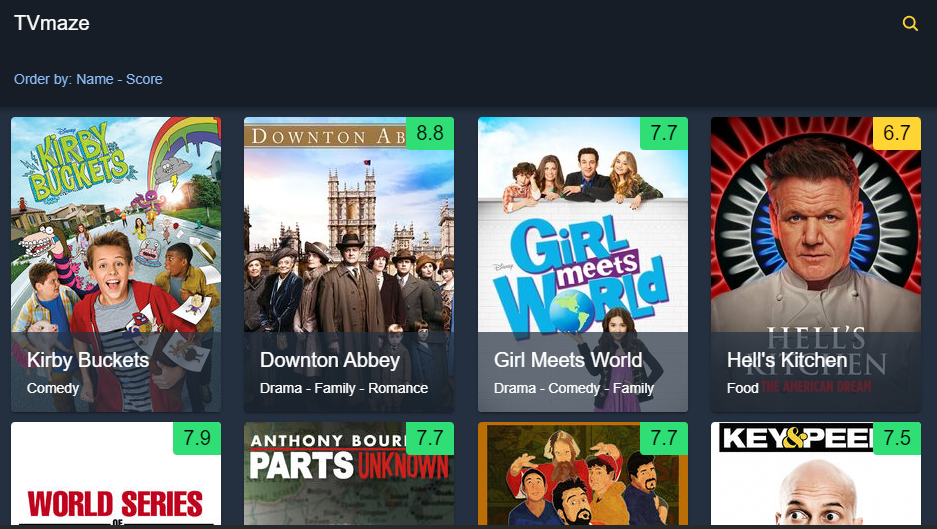 TVmaze
Order by: Name - Score
Disney
KIRBY
BUCKETS
Kirby Buckets
Comedy
DOWNTON AB
8.8
Downton Abbey
Drama - Family - Romance
7.7
Disney
GiRL
meets
WORLD
Girl Meets World
Drama - Comedy - Family
6.7
HELL'S
KITCHEN
THE AMERICAN DREAM
Hell's Kitchen
Food
7.9
WORLD SERIES
OF
7.7
ANTHONY BOUR
PARTS UNKNOWN
7.7
7.5
KEY&PEE